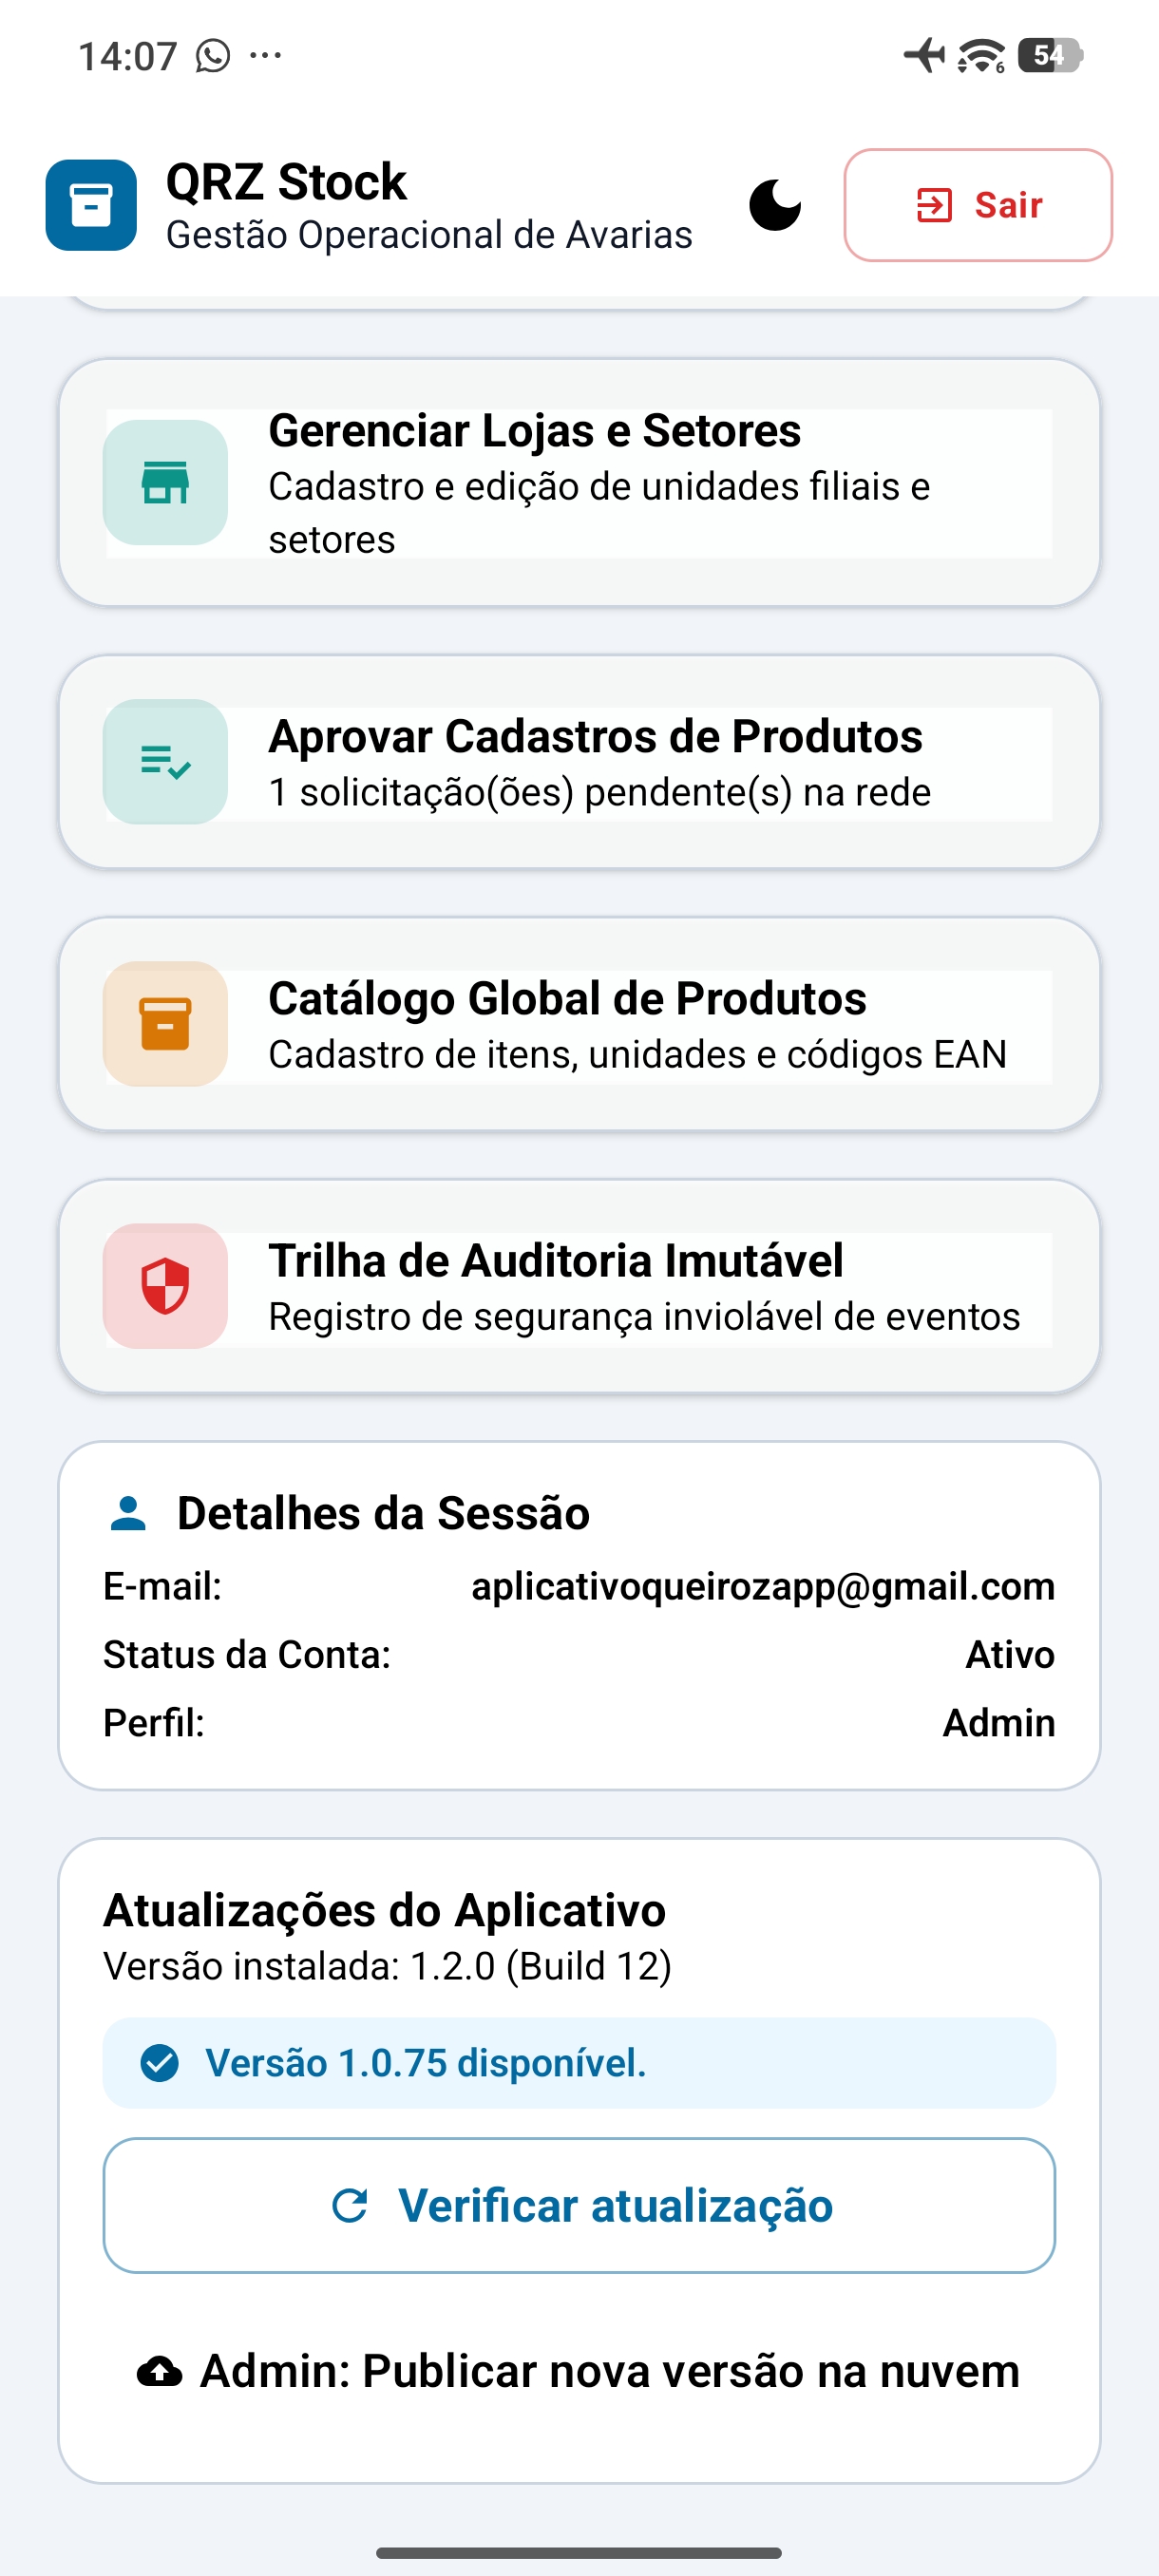 14:07 ...
6 54
QRZ Stock
Gestão Operacional de Avarias
Sair
Gerenciar Lojas e Setores
Cadastro e edição de unidades filiais e
setores
Aprovar Cadastros de Produtos
1 solicitação(ões) pendente(s) na rede
Catálogo Global de Produtos
Cadastro de itens, unidades e códigos EAN
Trilha de Auditoria Imutável
Registro de segurança inviolável de eventos
Detalhes da Sessão
E-mail: aplicativoqueirozapp@gmail.com
Status da Conta: Ativo
Perfil: Admin
Atualizações do Aplicativo
Versão instalada: 1.2.0 (Build 12)
Versão 1.0.75 disponível.
Verificar atualização
Admin: Publicar nova versão na nuvem